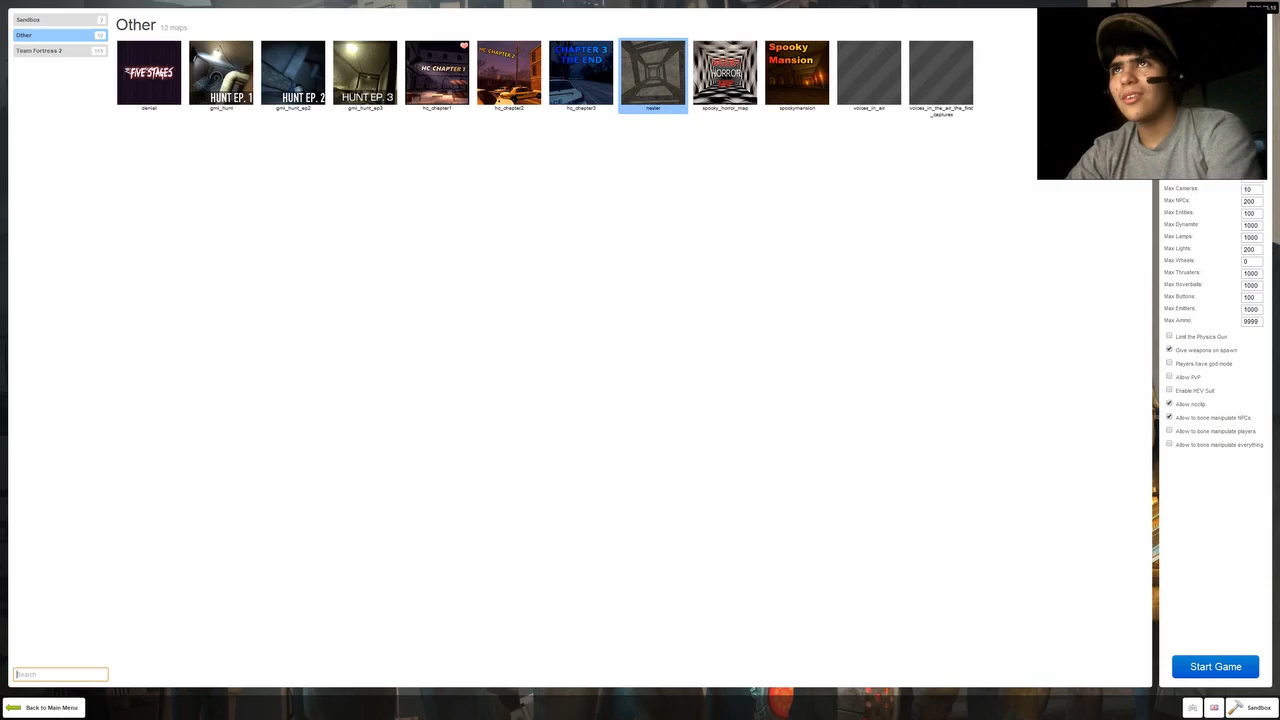 Sandbox 2
Other 12
Team Fortress 2
Other 12 maps
FIVE STAGES
HUNT EP. 1
HUNT EP. 2
HUNT EP. 3
HC CHAPTER 1
HC CHAPTER 2
CHAPTER 3
THE END
HORROR
Spooky
Mansion
denial
gmi_hunt
gmi_hunt_ep2
gmi_hunt_ep3
hc_chapter1
hc_chapter2
hc_chapter3
spooky_horror_map
spookymansion
voices_in_air
voices_in_the_air_the_first
_captures
Max Cameras: 10
Max NPCs: 200
Max Entities: 100
Max Dynamite: 1000
Max Lamps: 1000
Max Lights: 200
Max Wheels: 0
Max Thrusters: 1000
Max Hoverballs: 1000
Max Buttons: 100
Max Emitters: 1000
Max Ammo: 9999
Limit the Physics Gun
Give weapons on spawn
Players have god mode
Allow PvP
Enable HEV Suit
Allow noclip
Allow to bone manipulate NPCs
Allow to bone manipulate players
Allow to bone manipulate everything
Start Game
Search
Back to Main Menu
Sandbox